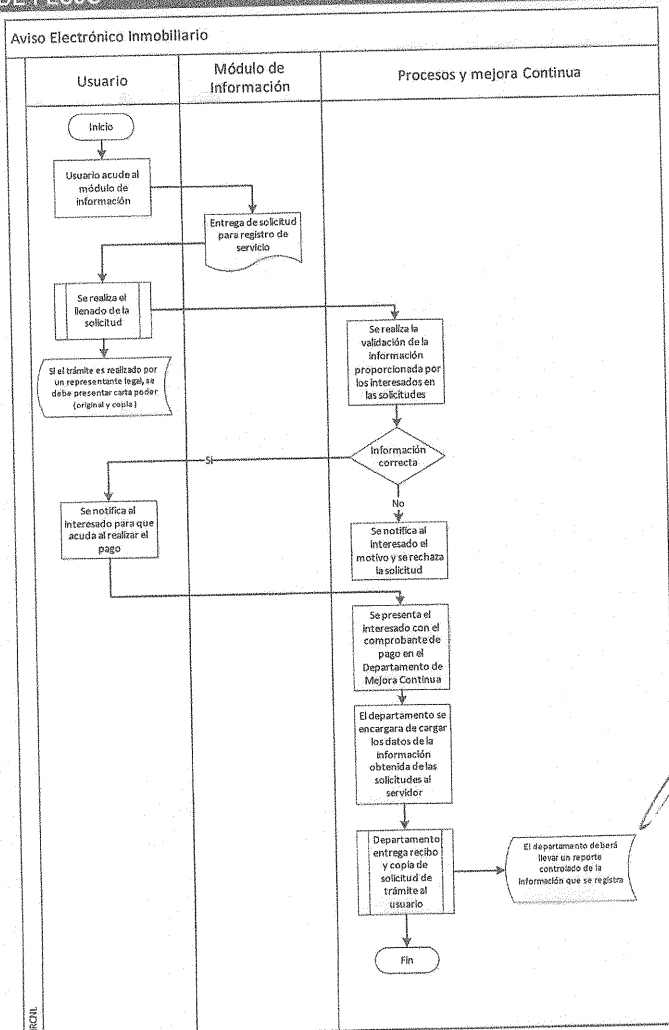 Aviso Electrónico Inmobiliario
Usuario
Módulo de
Información
Procesos y mejora Continua
Inicio
Usuario acude al
módulo de
información
Entrega de solicitud
para registro de
servicio
Se realiza el
llenado de la
solicitud
Si el trámite es realizado por
un representante legal, se
debe presentar carta poder
(original y copia)
Se realiza la
validación de la
información
proporcionada por
los interesados en
las solicitudes
Información
correcta
Si
No
Se notifica al
interesado para que
acuda al realizar el
pago
Se notifica al
interesado el
motivo y se rechaza
la solicitud
Se presenta el
interesado con el
comprobante de
pago en el
Departamento de
Mejora Continua
El departamento se
encargara de cargar
los datos de la
información
obtenida de las
solicitudes al
servidor
Departamento
entrega recibo
y copia de
solicitud de
trámite al
usuario
El departamento deberá
llevar un reporte
controlado de la
información que se registra
Fin